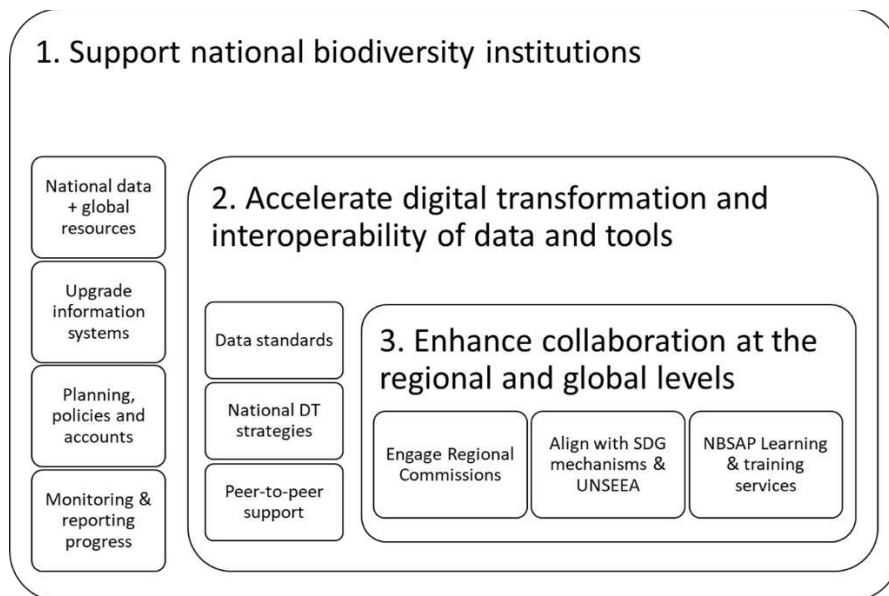 1. Support national biodiversity institutions
National data
+ global
resources
Upgrade
information
systems
Planning,
policies and
accounts
Monitoring &
reporting
progress
2. Accelerate digital transformation and
interoperability of data and tools
Data standards
National DT
strategies
Peer-to-peer
support
3. Enhance collaboration at the
regional and global levels
Engage Regional
Commissions
Align with SDG
mechanisms &
UNSEEA
NBSAP Learning
& training
services